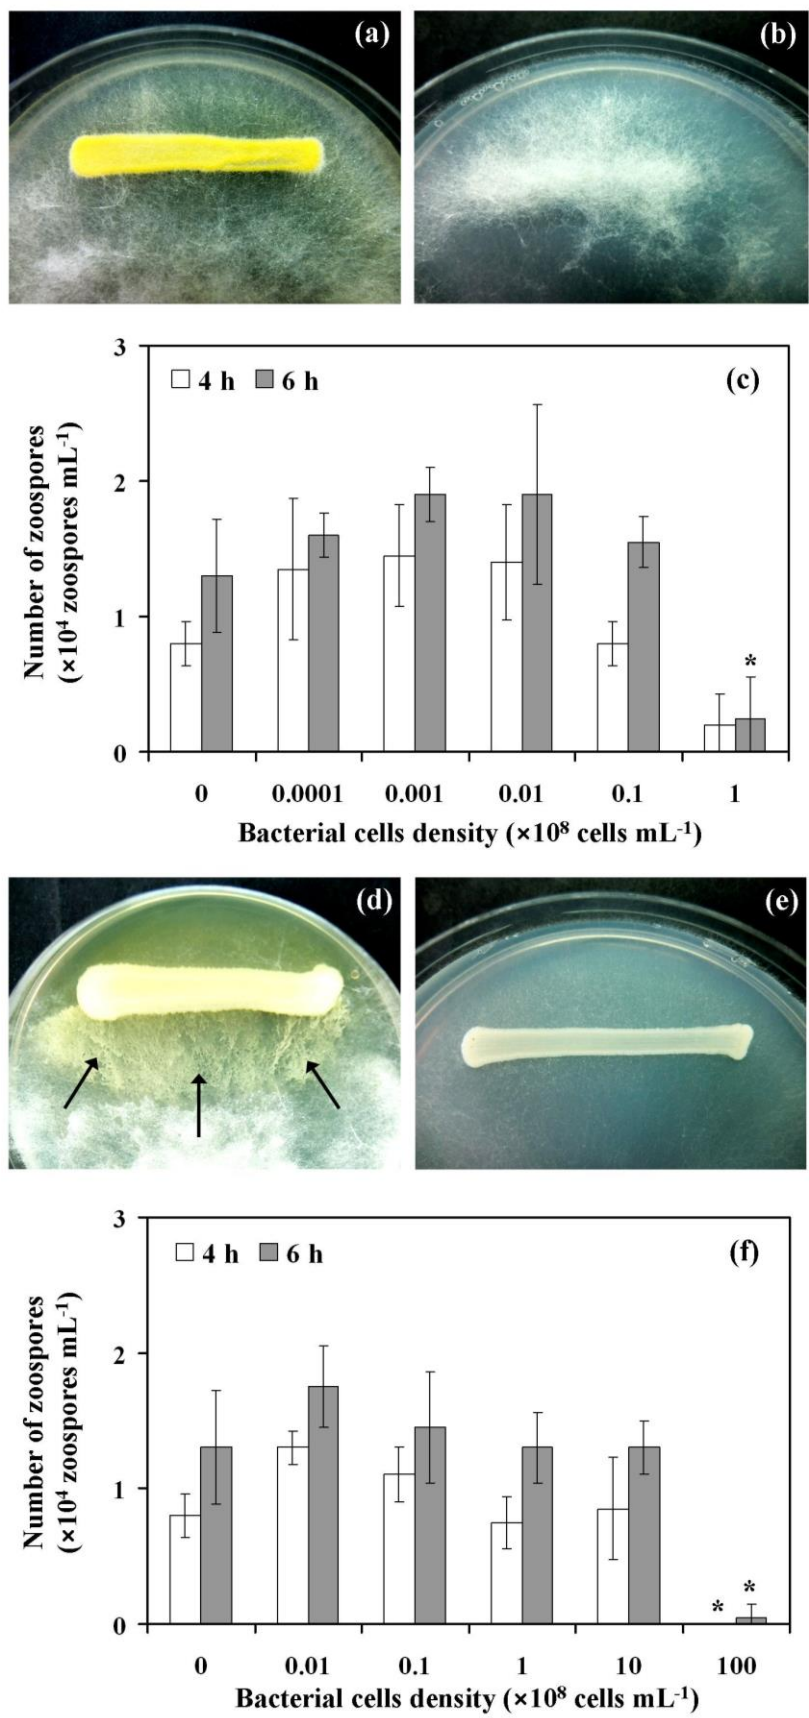 (a)
(b)
3
4 h
6 h
(c)
2
1
0
Number of zoospores
(×10⁴ zoospores mL⁻¹)
*
0
0.0001
0.001
0.01
0.1
1
Bacterial cells density (×10⁸ cells mL⁻¹)
(d)
(e)
3
4 h
6 h
(f)
2
1
0
Number of zoospores
(×10⁴ zoospores mL⁻¹)
*
*
0
0.01
0.1
1
10
100
Bacterial cells density (×10⁸ cells mL⁻¹)